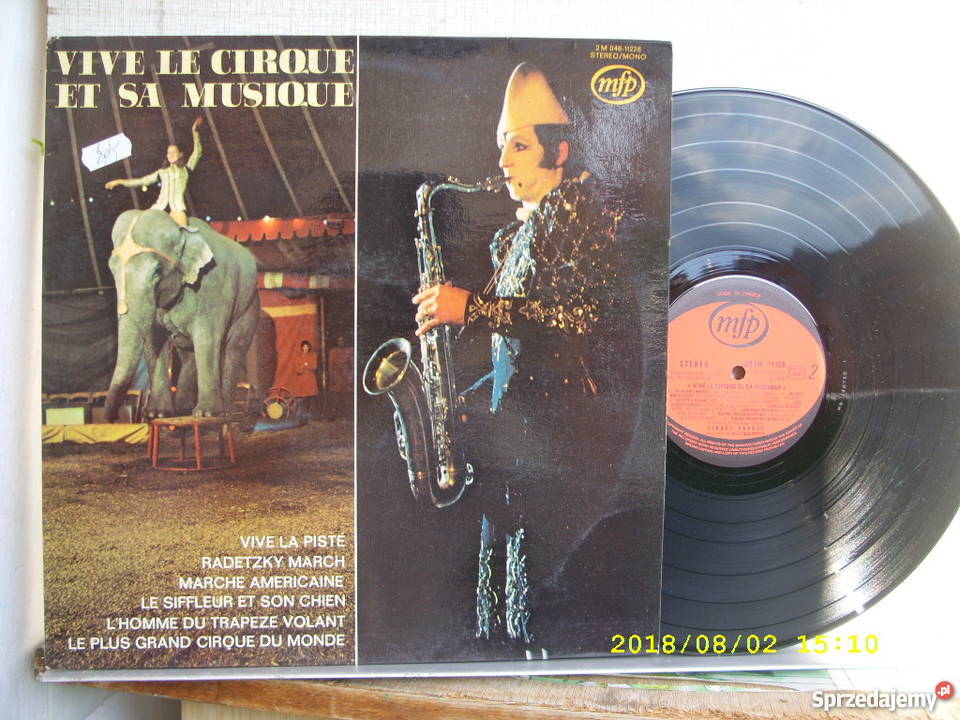 VIVE LE CIRQUE
ET SA MUSIQUE
2 M 046-11228
STEREO/MONO
mfp
VIVE LA PISTE
RADETZKY MARCH
MARCHE AMERICAINE
LE SIFFLEUR ET SON CHIEN
L'HOMME DU TRAPEZE VOLANT
LE PLUS GRAND CIRQUE DU MONDE
mfp
STEREO
2
« VIVE LE CIRQUE ET SA MUSIQUE »
2018/08/02 15:10
Sprzedajemy.pl